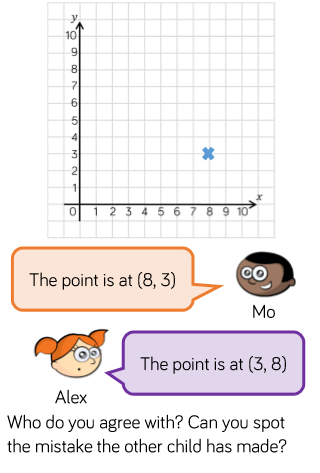 y
10
9
8
7
6
5
4
3
2
1
0 1 2 3 4 5 6 7 8 9 10 x
The point is at (8, 3)
Mo
The point is at (3, 8)
Alex
Who do you agree with? Can you spot
the mistake the other child has made?